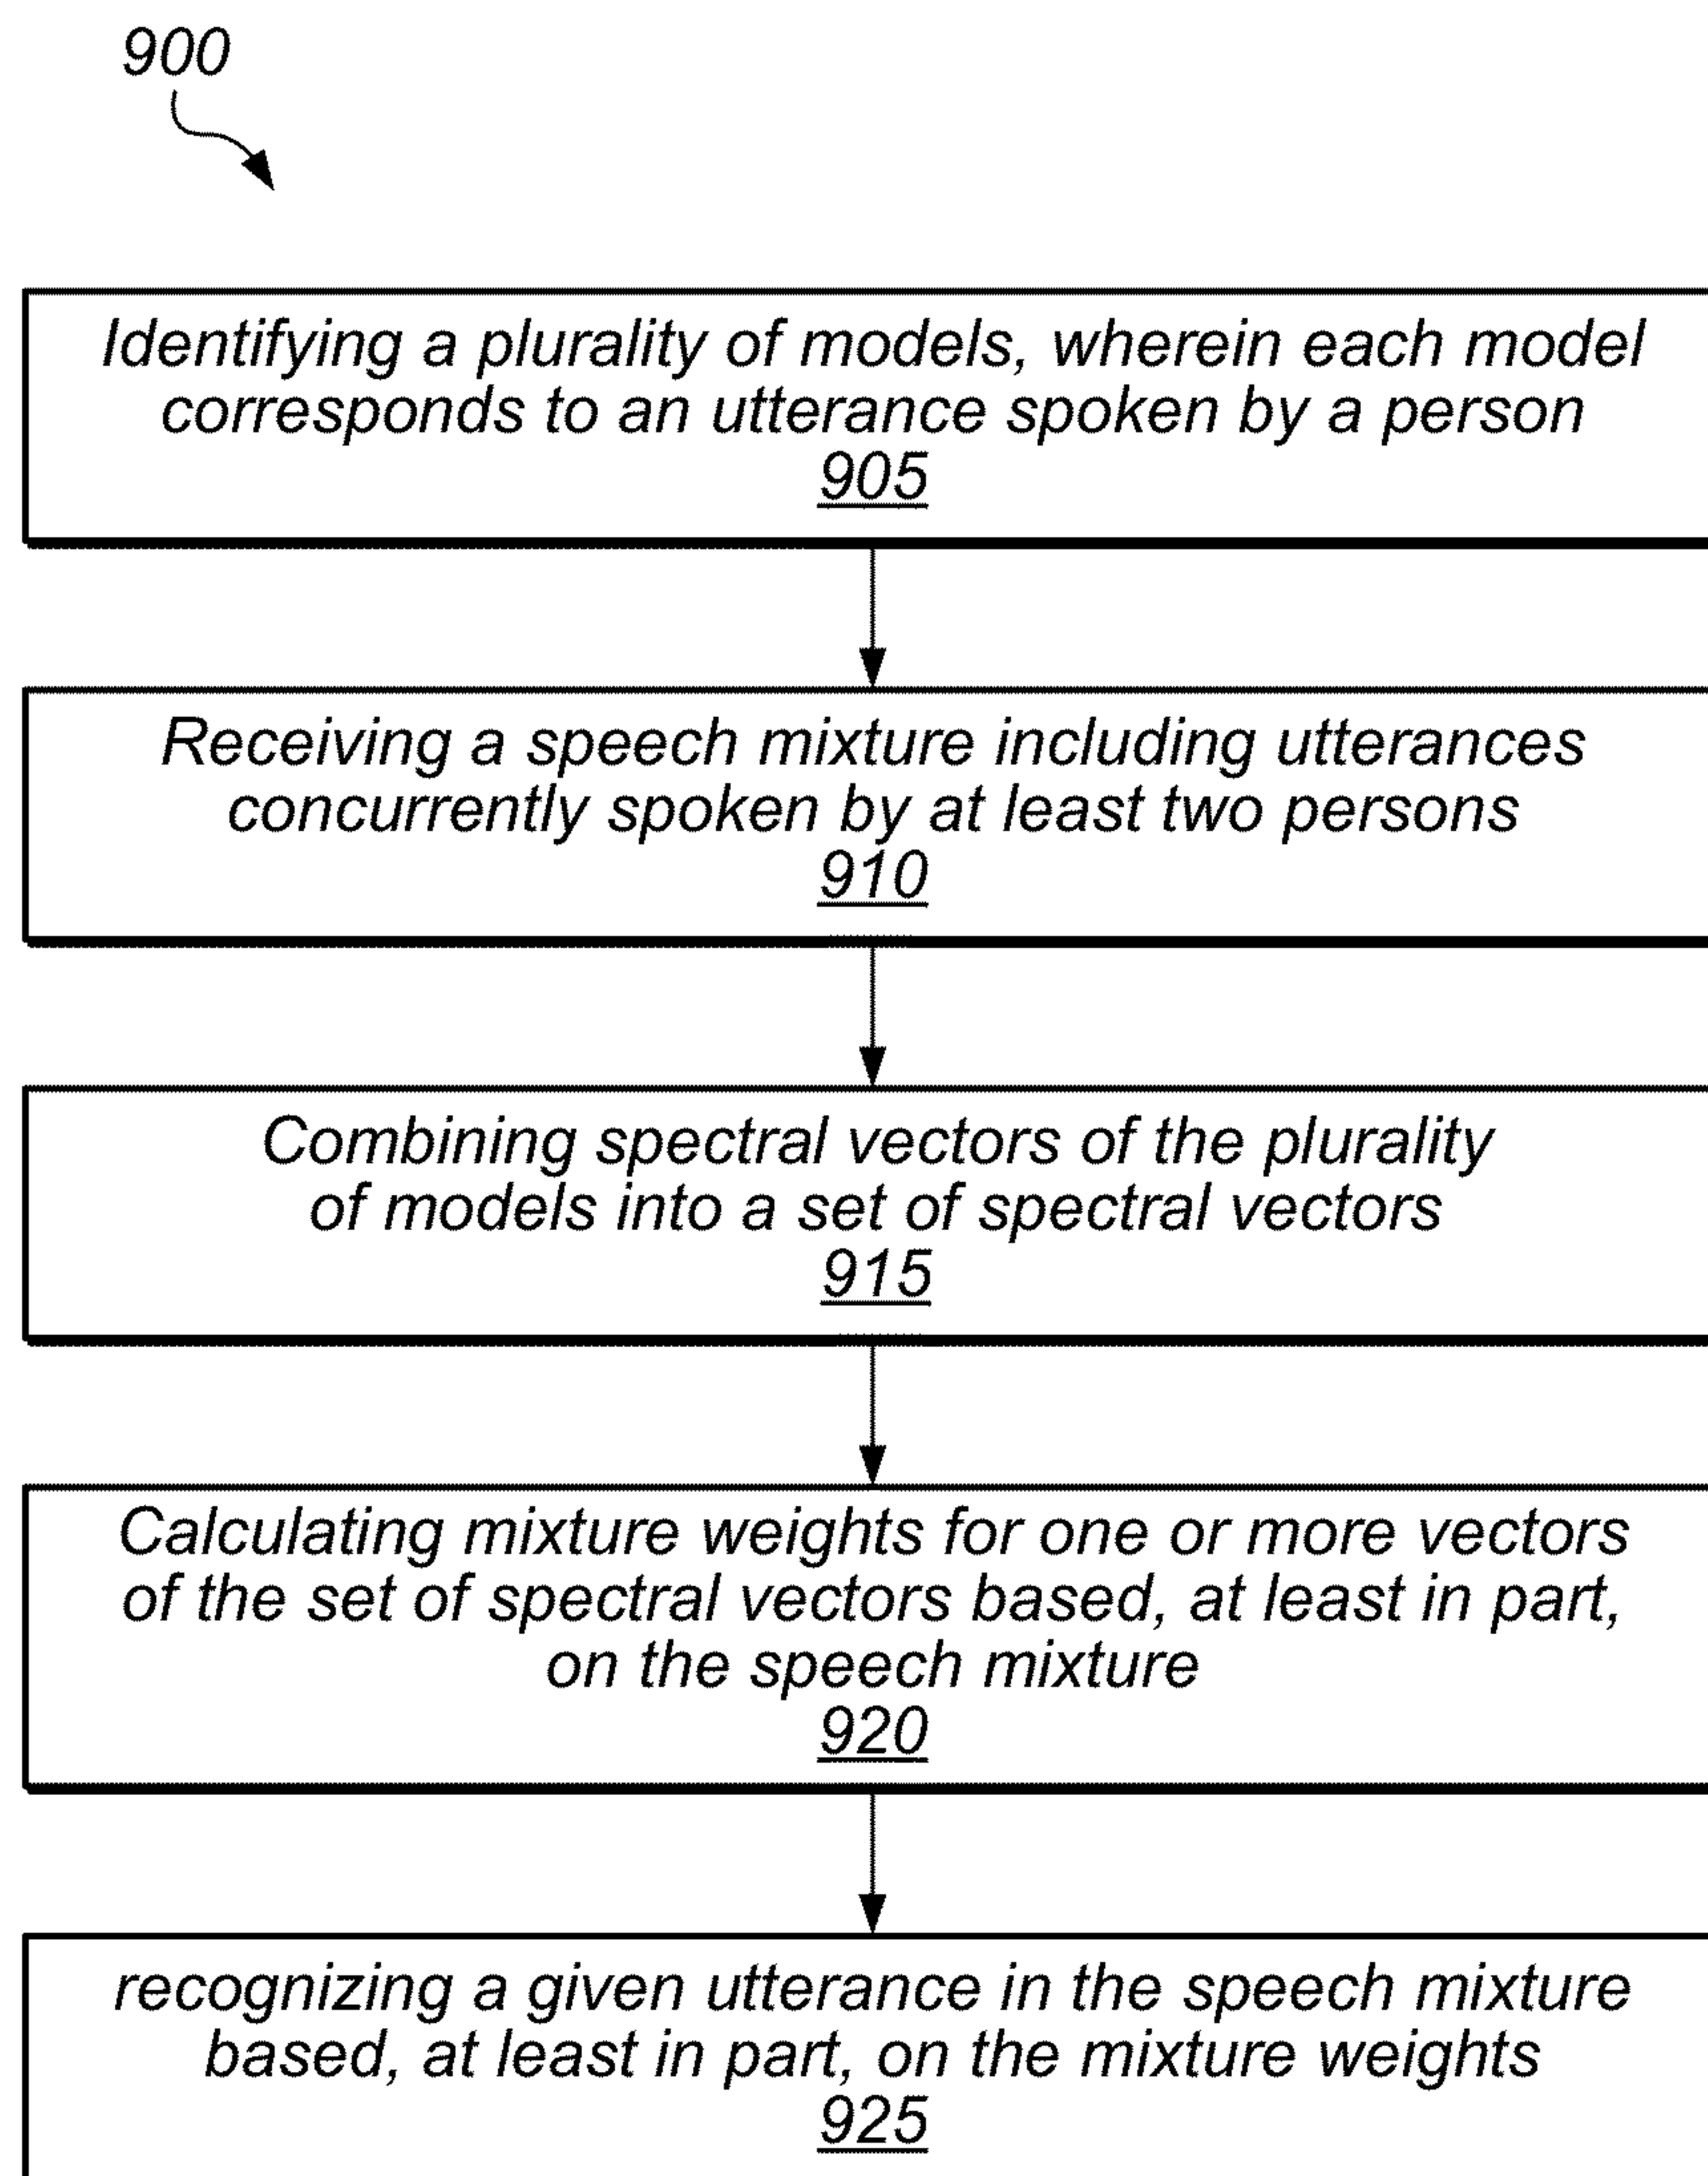 900
Identifying a plurality of models, wherein each model
corresponds to an utterance spoken by a person
905
Receiving a speech mixture including utterances
concurrently spoken by at least two persons
910
Combining spectral vectors of the plurality
of models into a set of spectral vectors
915
Calculating mixture weights for one or more vectors
of the set of spectral vectors based, at least in part,
on the speech mixture
920
recognizing a given utterance in the speech mixture
based, at least in part, on the mixture weights
925